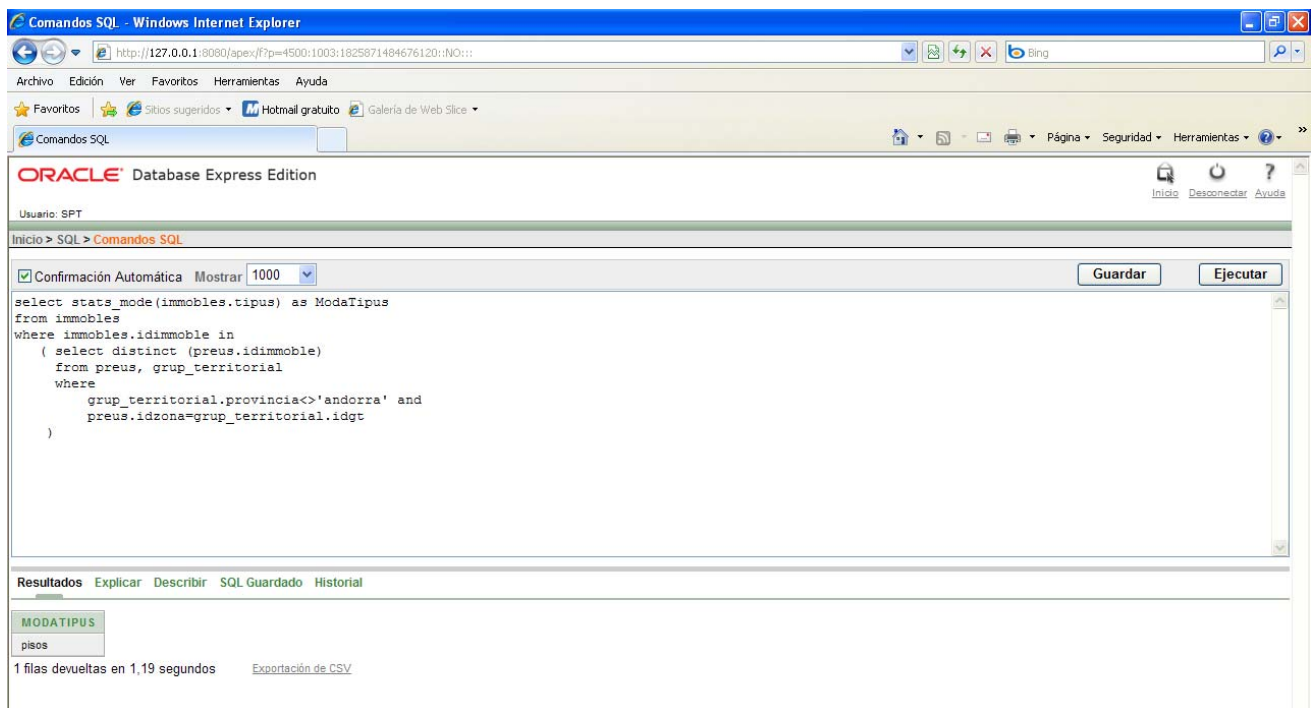 Comandos SQL - Windows Internet Explorer
http://127.0.0.1:8080/apex/f?p=4500:1003:1825871484676120::NO:::
Bing
Archivo Edición Ver Favoritos Herramientas Ayuda
Favoritos Sitios sugeridos Hotmail gratuito Galería de Web Slice
Comandos SQL
Página Seguridad Herramientas
ORACLE Database Express Edition
Inicio Desconectar Ayuda
Usuario: SPT
Inicio > SQL > Comandos SQL
Confirmación Automática Mostrar 1000 Guardar Ejecutar
select stats_mode(immobles.tipus) as ModaTipus
from immobles
where immobles.idimmoble in
( select distinct (preus.idimmoble)
from preus, grup_territorial
where
grup_territorial.provincia<>'andorra' and
preus.idzona=grup_territorial.idgt
)
Resultados Explicar Describir SQL Guardado Historial
MODATIPUS
pisos
1 filas devueltas en 1,19 segundos Exportación de CSV